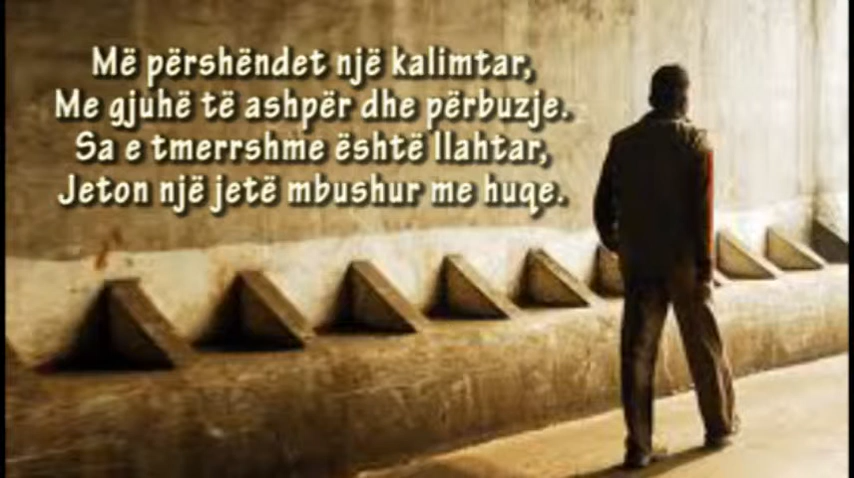 Më përshëndet një kalimtar,
Me gjuhë të ashpër dhe përbuzje.
Sa e tmerrshme është llahtar,
Jeton një jetë mbushur me huqe.